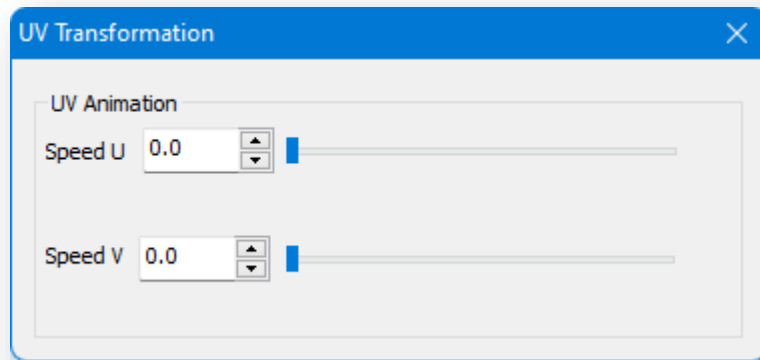 UV Transformation
UV Animation
Speed U 0.0
Speed V 0.0